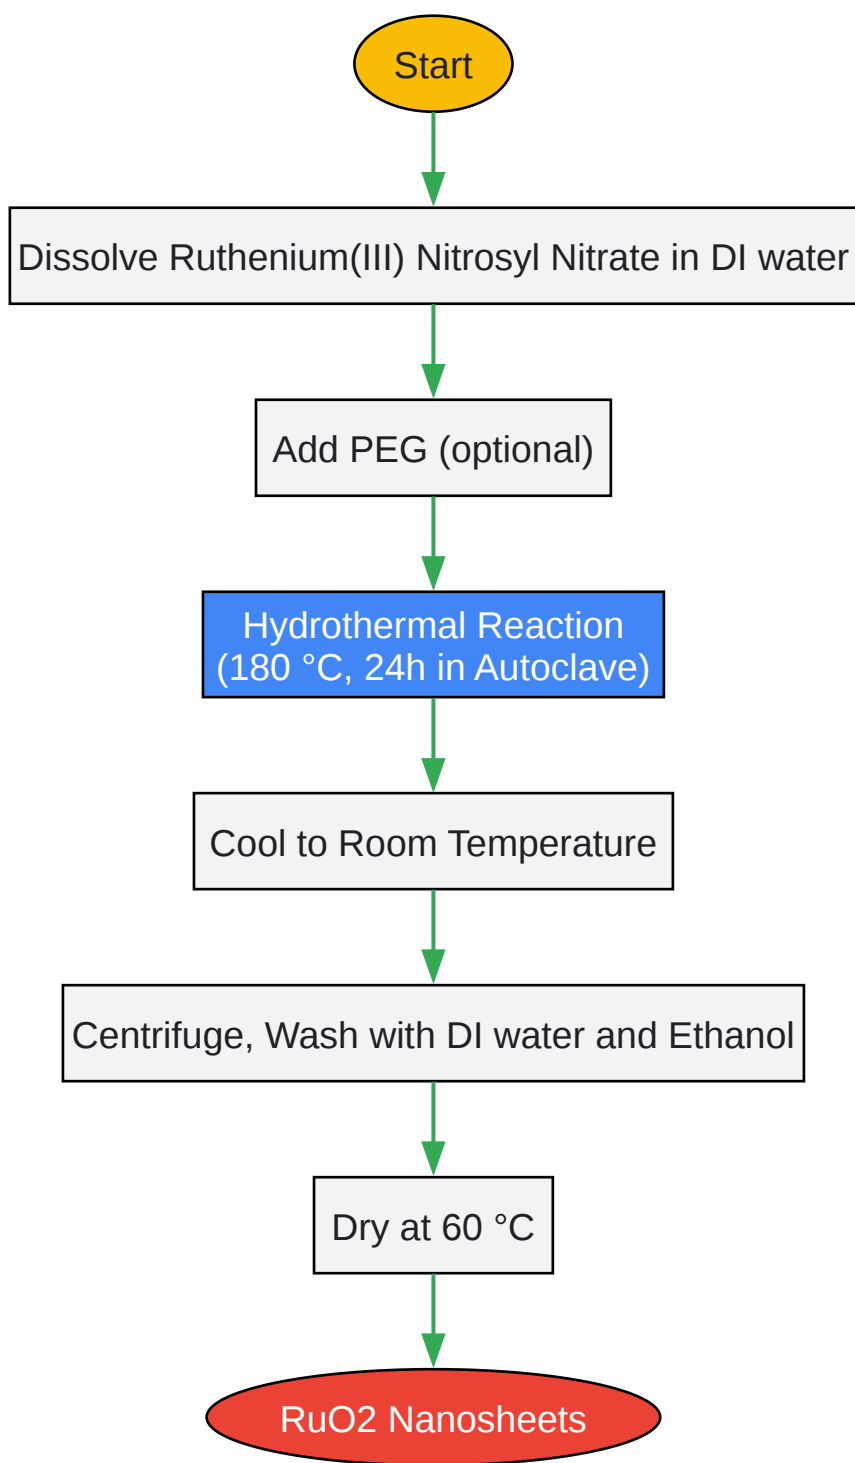 Start
Dissolve Ruthenium(III) Nitrosyl Nitrate in DI water
Add PEG (optional)
Hydrothermal Reaction
(180 °C, 24h in Autoclave)
Cool to Room Temperature
Centrifuge, Wash with DI water and Ethanol
Dry at 60 °C
RuO2 Nanosheets